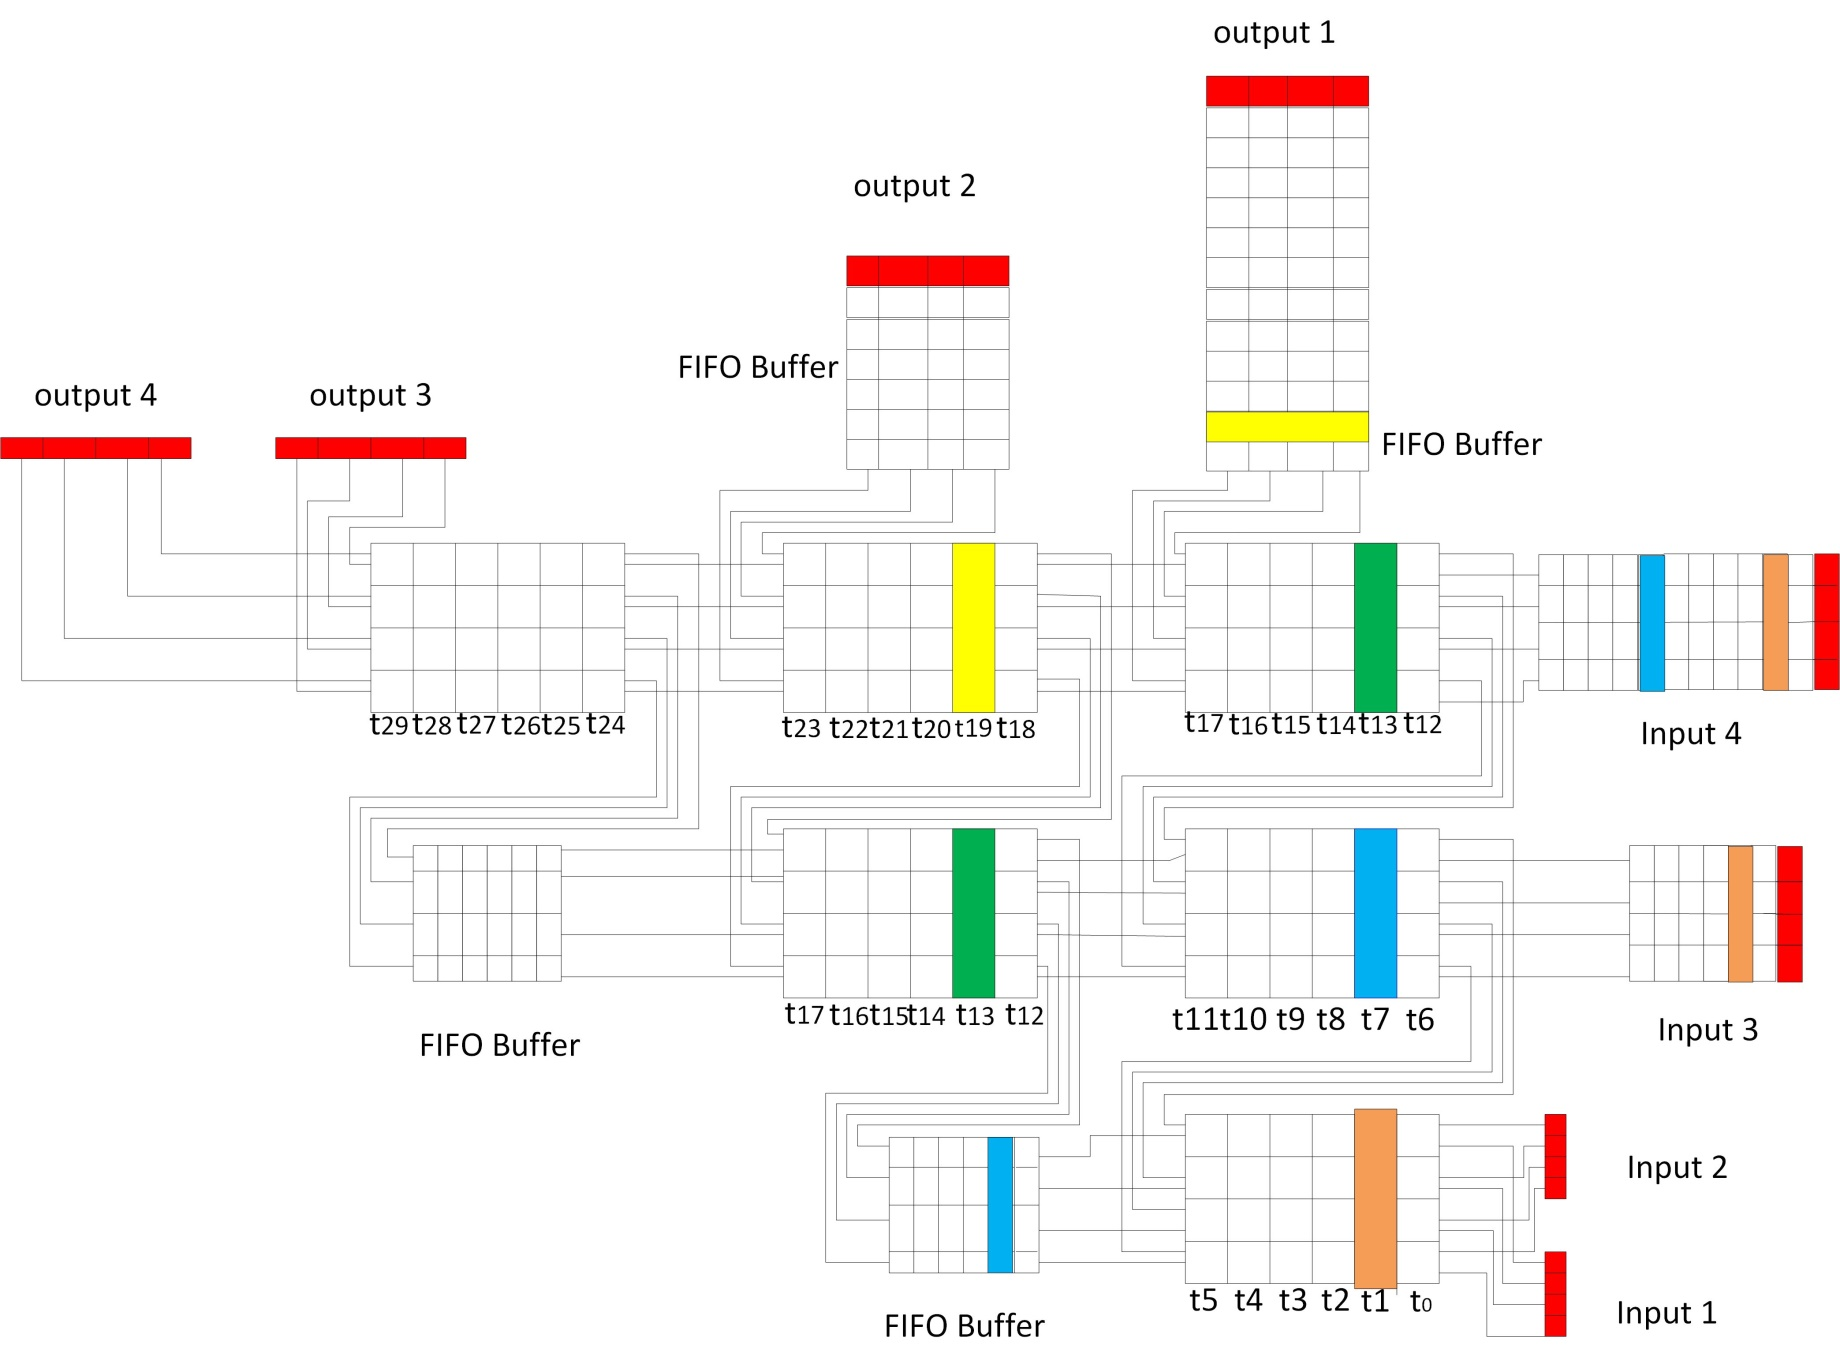 output 1
output 2
FIFO Buffer
output 4
output 3
FIFO Buffer
t29 t28 t27 t26 t25 t24
t23 t22 t21 t20 t19 t18
t17 t16 t15 t14 t13 t12
Input 4
t17 t16 t15 t14 t13 t12
t11 t10 t9 t8 t7 t6
Input 3
FIFO Buffer
Input 2
t5 t4 t3 t2 t1 t0
Input 1
FIFO Buffer